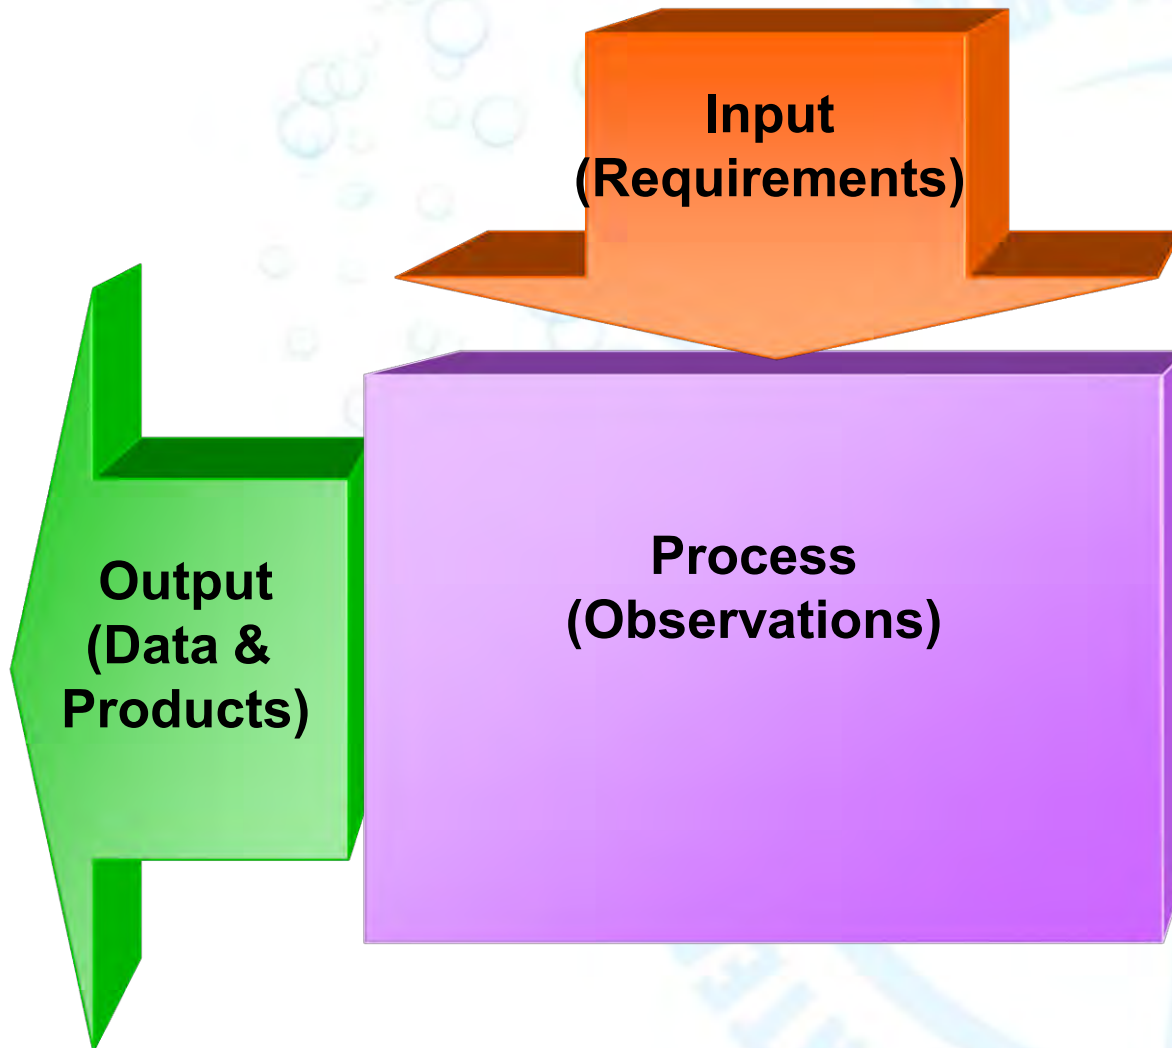 Input
(Requirements)
Process
(Observations)
Output
(Data &
Products)